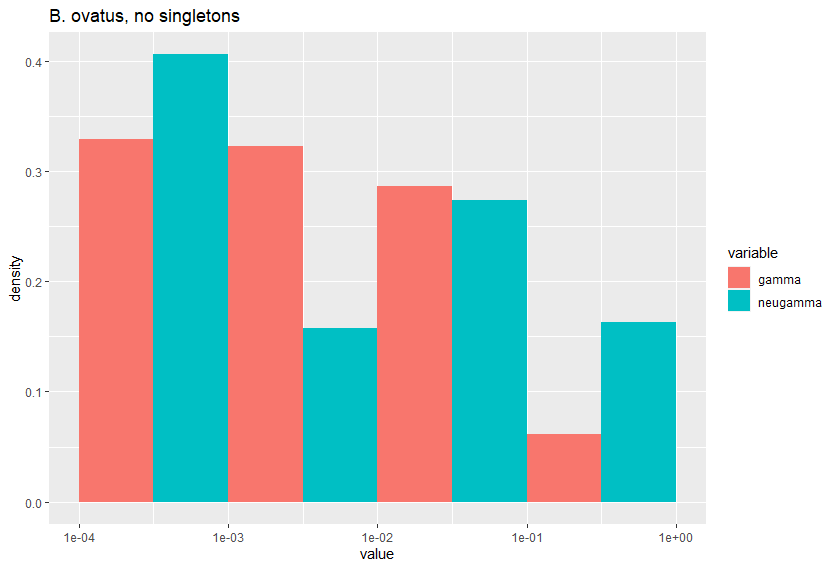 B. ovatus, no singletons
density
0.4
0.3
0.2
0.1
0.0
1e-04
1e-03
1e-02
1e-01
1e+00
value
variable
gamma
neugamma